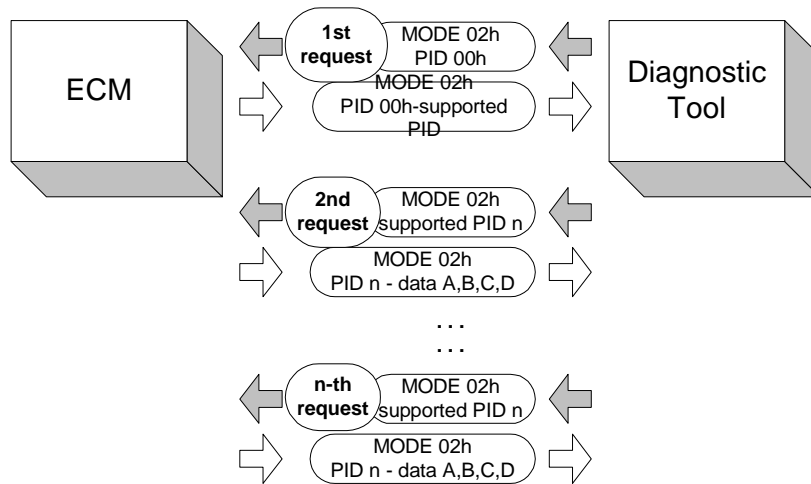 ECM
Diagnostic
Tool
1st
request
MODE 02h
PID 00h
MODE 02h
PID 00h-supported
PID
2nd
request
MODE 02h
supported PID n
MODE 02h
PID n - data A,B,C,D
...
...
n-th
request
MODE 02h
supported PID n
MODE 02h
PID n - data A,B,C,D